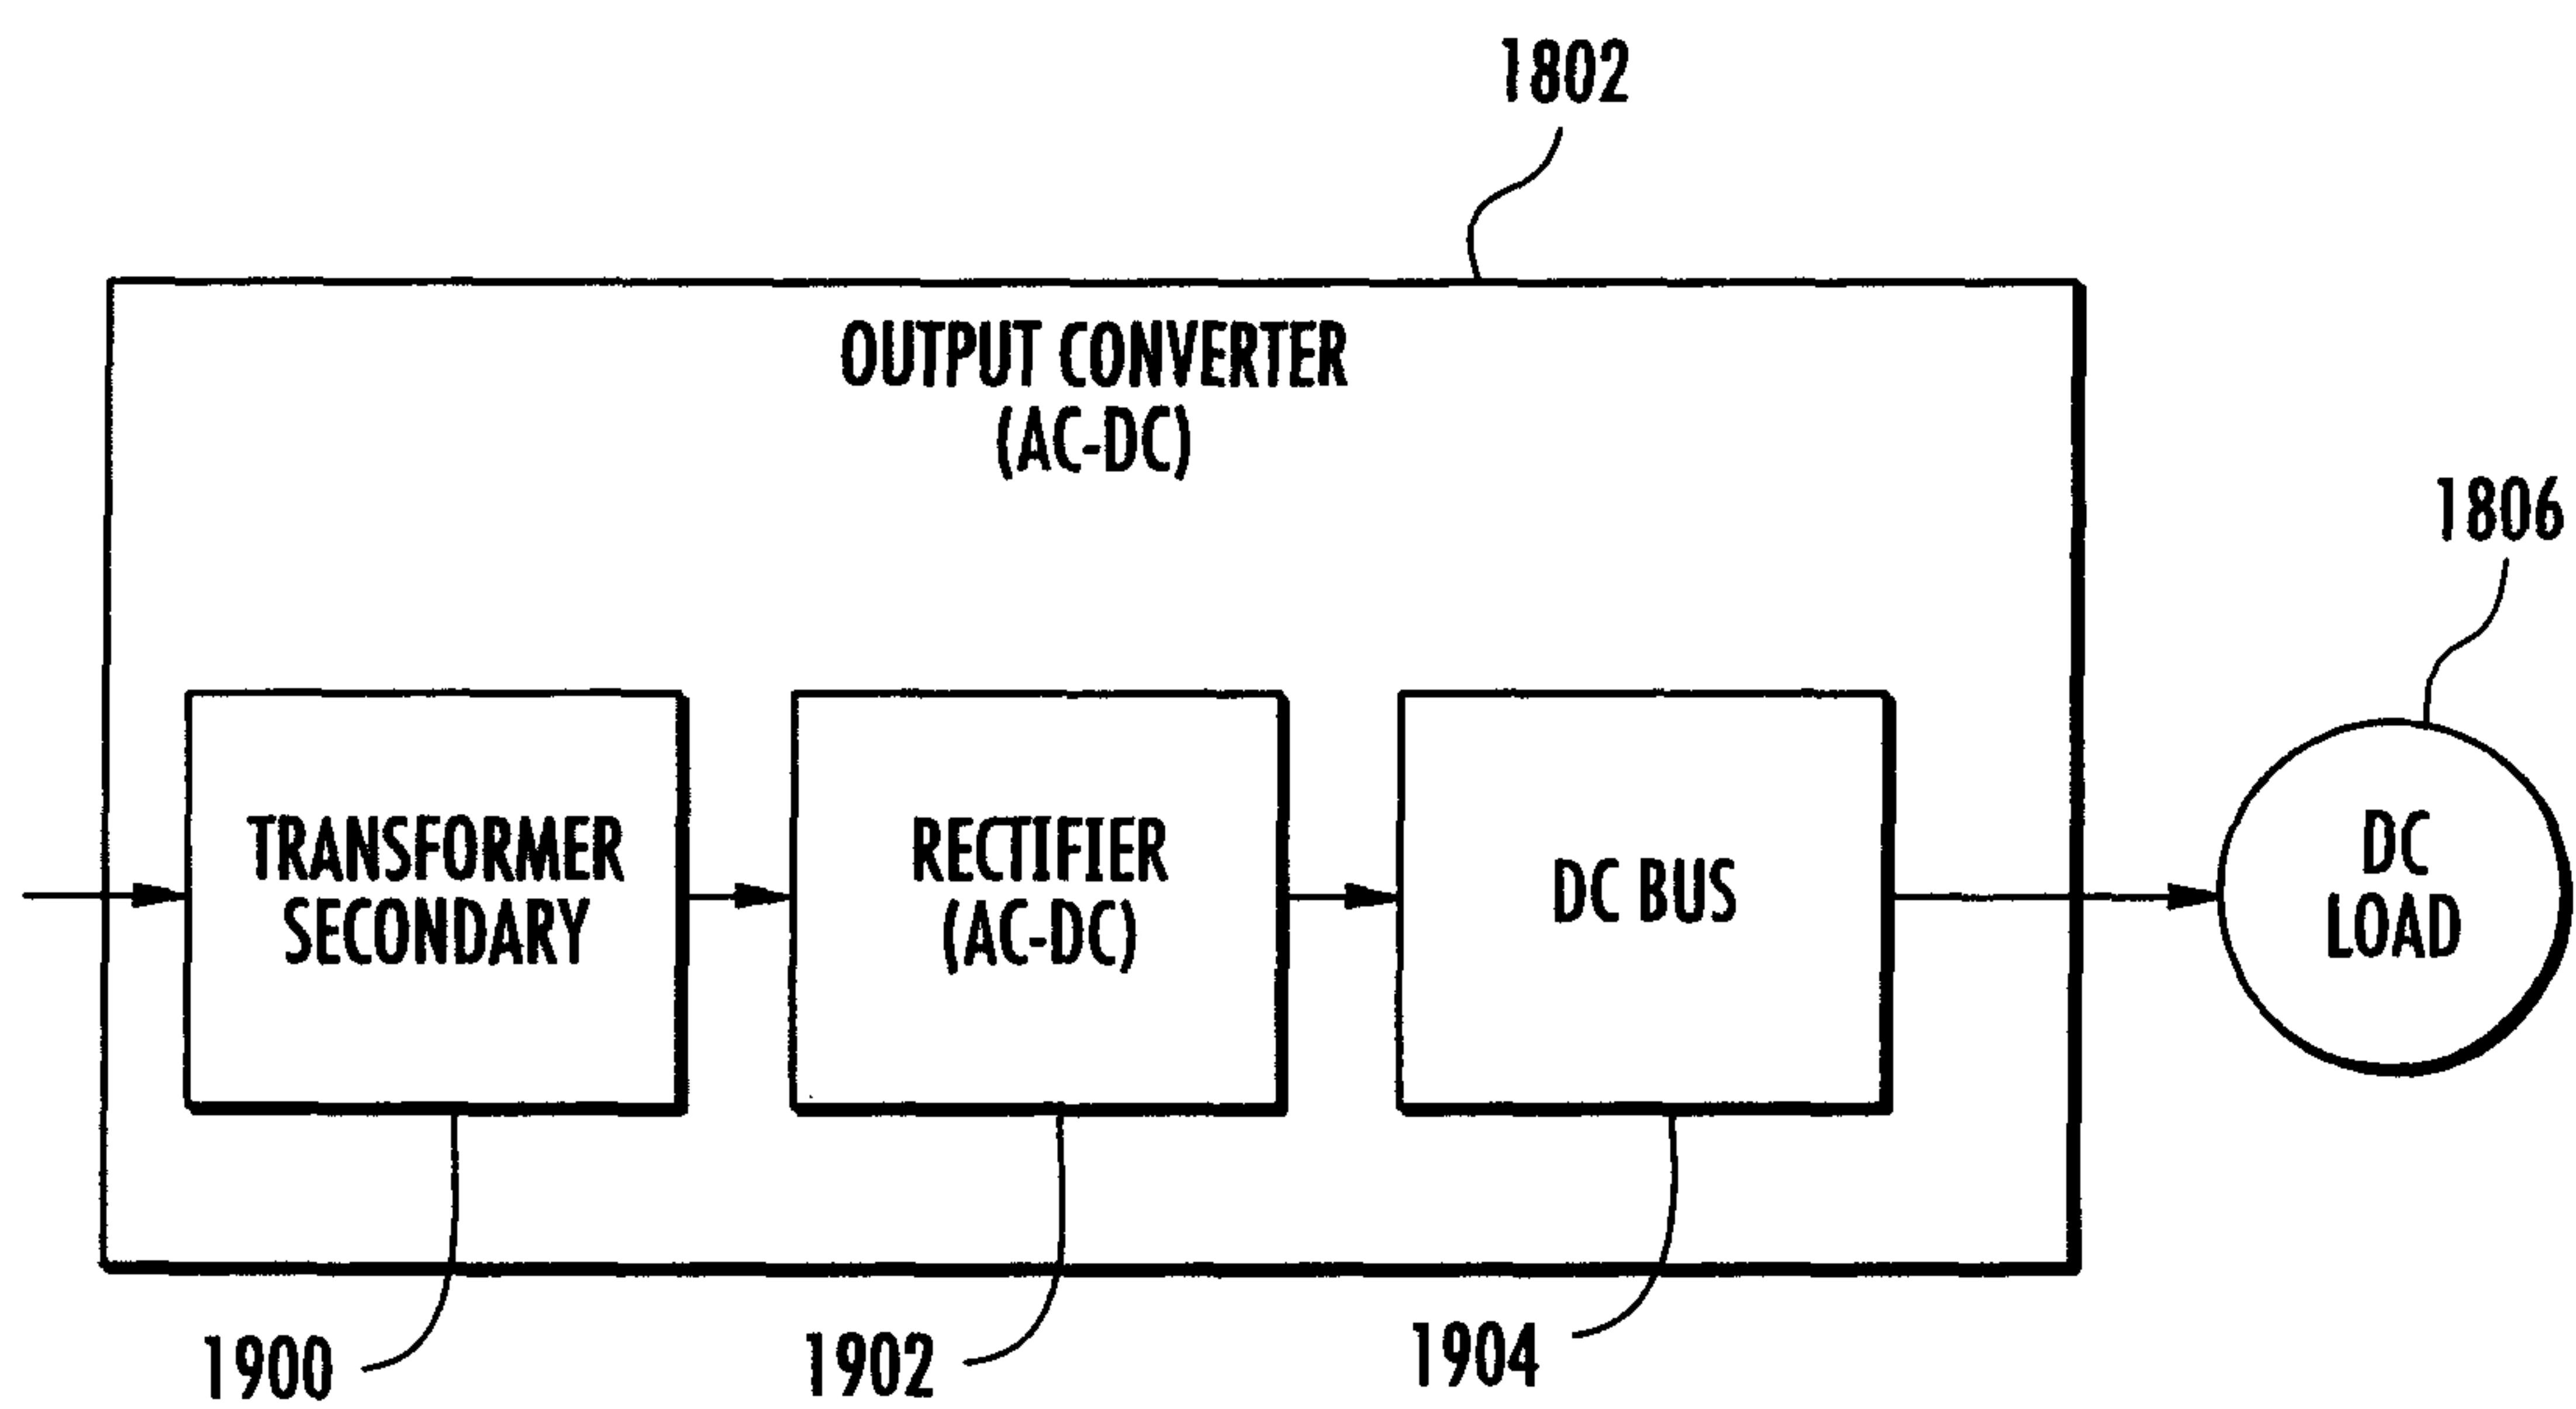 1802
OUTPUT CONVERTER
(AC-DC)
1806
TRANSFORMER
SECONDARY
RECTIFIER
(AC-DC)
DC BUS
DC
LOAD
1900
1902
1904